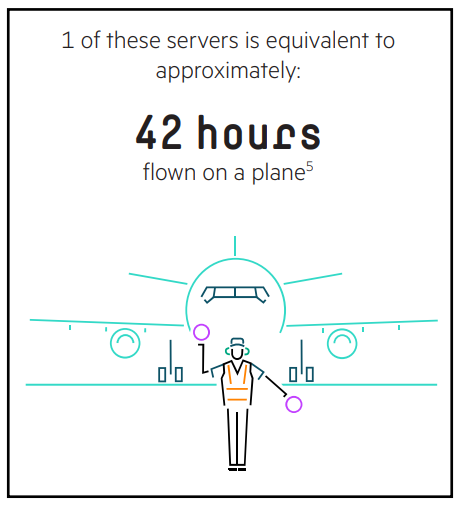 1 of these servers is equivalent to
approximately:
42 hours
flown on a plane⁵